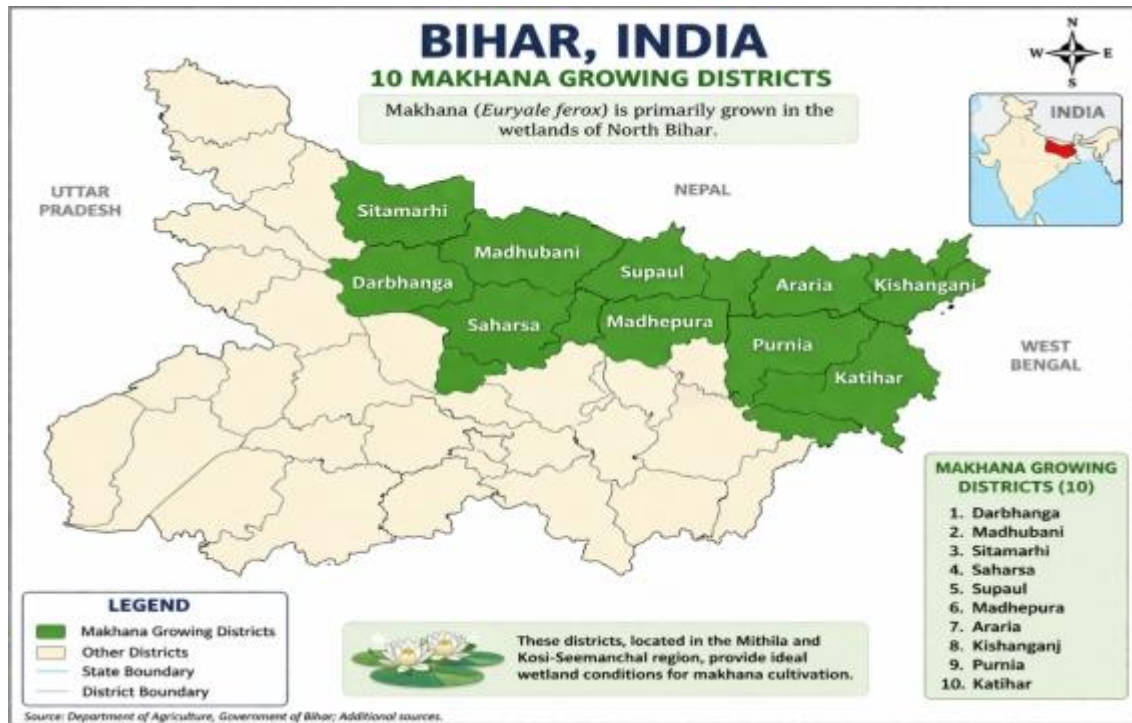 BIHAR, INDIA
10 MAKHANA GROWING DISTRICTS
Makhana (Euryale ferox) is primarily grown in the
wetlands of North Bihar.
N
W E
S
INDIA
UTTAR
PRADESH
NEPAL
WEST
BENGAL
Sitamarhi
Madhubani
Darbhanga
Supaul
Araria
Kishanganj
Saharsa
Madhepura
Purnia
Katihar
MAKHANA GROWING
DISTRICTS (10)
1. Darbhanga
2. Madhubani
3. Sitamarhi
4. Saharsa
5. Supaul
6. Madhepura
7. Araria
8. Kishanganj
9. Purnia
10. Katihar
LEGEND
Makhana Growing Districts
Other Districts
State Boundary
District Boundary
These districts, located in the Mithila and
Kosi-Seemanchal region, provide ideal
wetland conditions for makhana cultivation.
Source: Department of Agriculture, Government of Bihar; Additional sources.